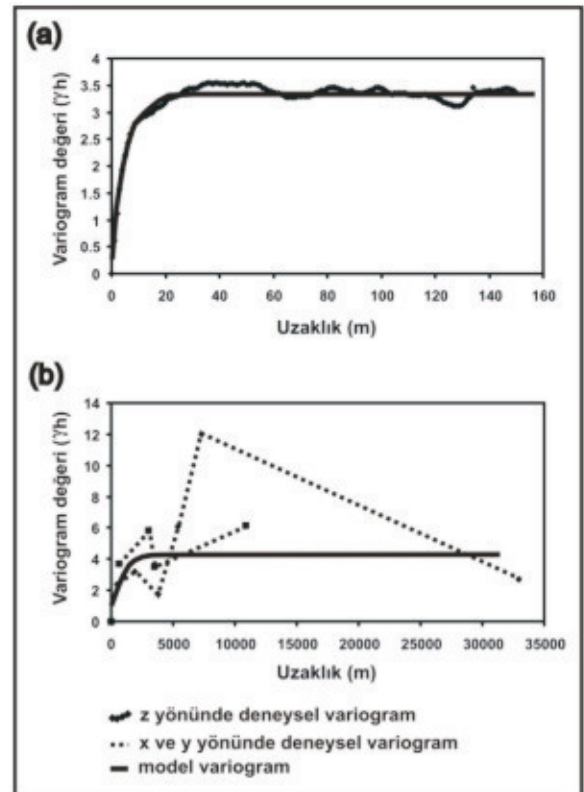 (a)
Variogram değeri (γh)
4
3.5
3
2.5
2
1.5
1
0.5
0
0 20 40 60 80 100 120 140 160
Uzaklık (m)
(b)
Variogram değeri (γh)
14
12
10
8
6
4
2
0
0 5000 10000 15000 20000 25000 30000 35000
Uzaklık (m)
z yönünde deneysel variogram
x ve y yönünde deneysel variogram
model variogram